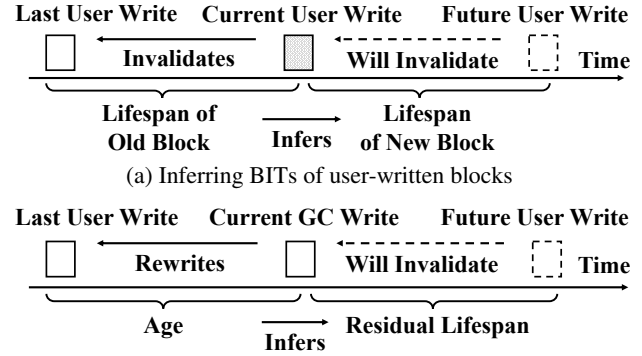 Last User Write Current User Write Future User Write
Invalidates Will Invalidate Time
Lifespan of Lifespan
Infers
Old Block of New Block
(a) Inferring BITs of user-written blocks
Last User Write Current GC Write Future User Write
Rewrites Will Invalidate Time
Age Infers Residual Lifespan